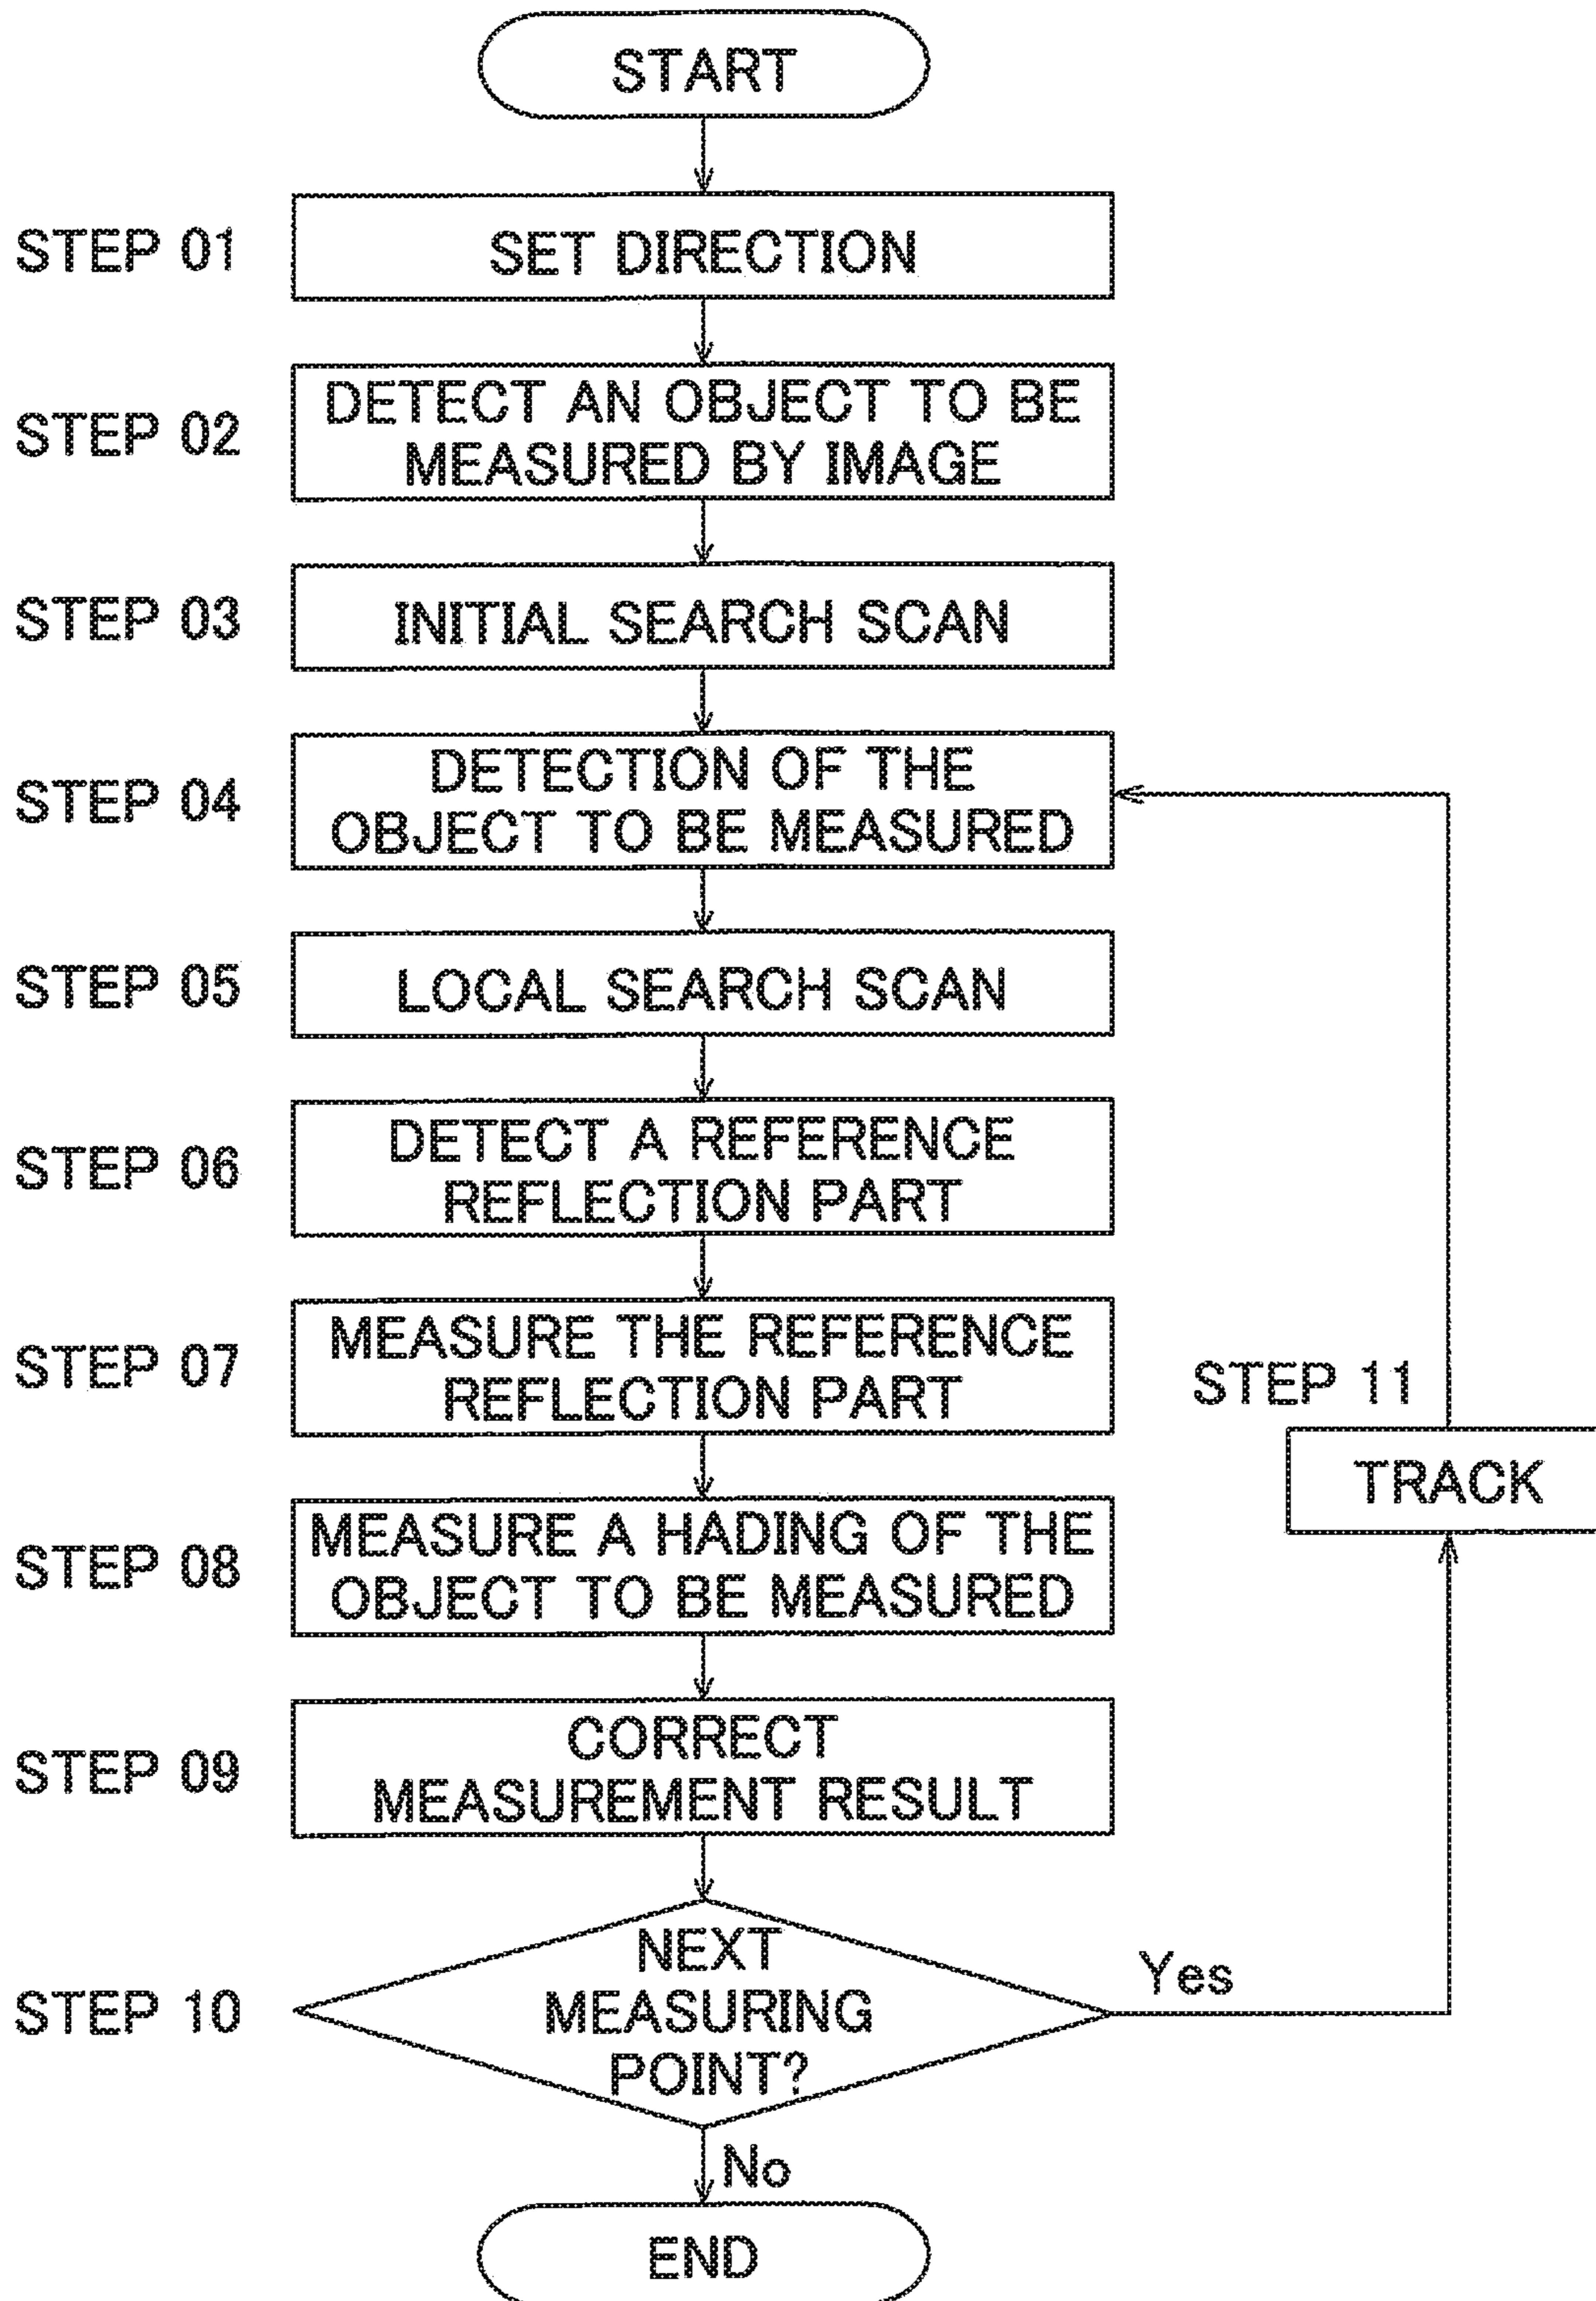 START
STEP 01
SET DIRECTION
STEP 02
DETECT AN OBJECT TO BE
MEASURED BY IMAGE
STEP 03
INITIAL SEARCH SCAN
STEP 04
DETECTION OF THE
OBJECT TO BE MEASURED
STEP 05
LOCAL SEARCH SCAN
STEP 06
DETECT A REFERENCE
REFLECTION PART
STEP 07
MEASURE THE REFERENCE
REFLECTION PART
STEP 11
TRACK
STEP 08
MEASURE A HADING OF THE
OBJECT TO BE MEASURED
STEP 09
CORRECT
MEASUREMENT RESULT
STEP 10
NEXT
MEASURING
POINT?
Yes
No
END